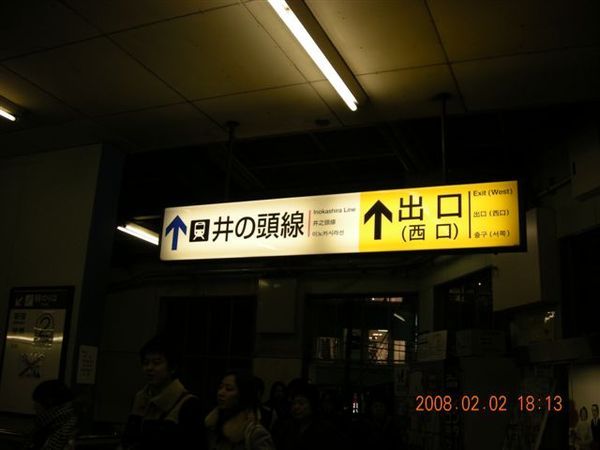 井の頭線
Inokashira Line
井之頭線
이노카시라선
出口
(西口)
Exit (West)
出口 (西口)
출구 (서쪽)
2008.02.02 18:13